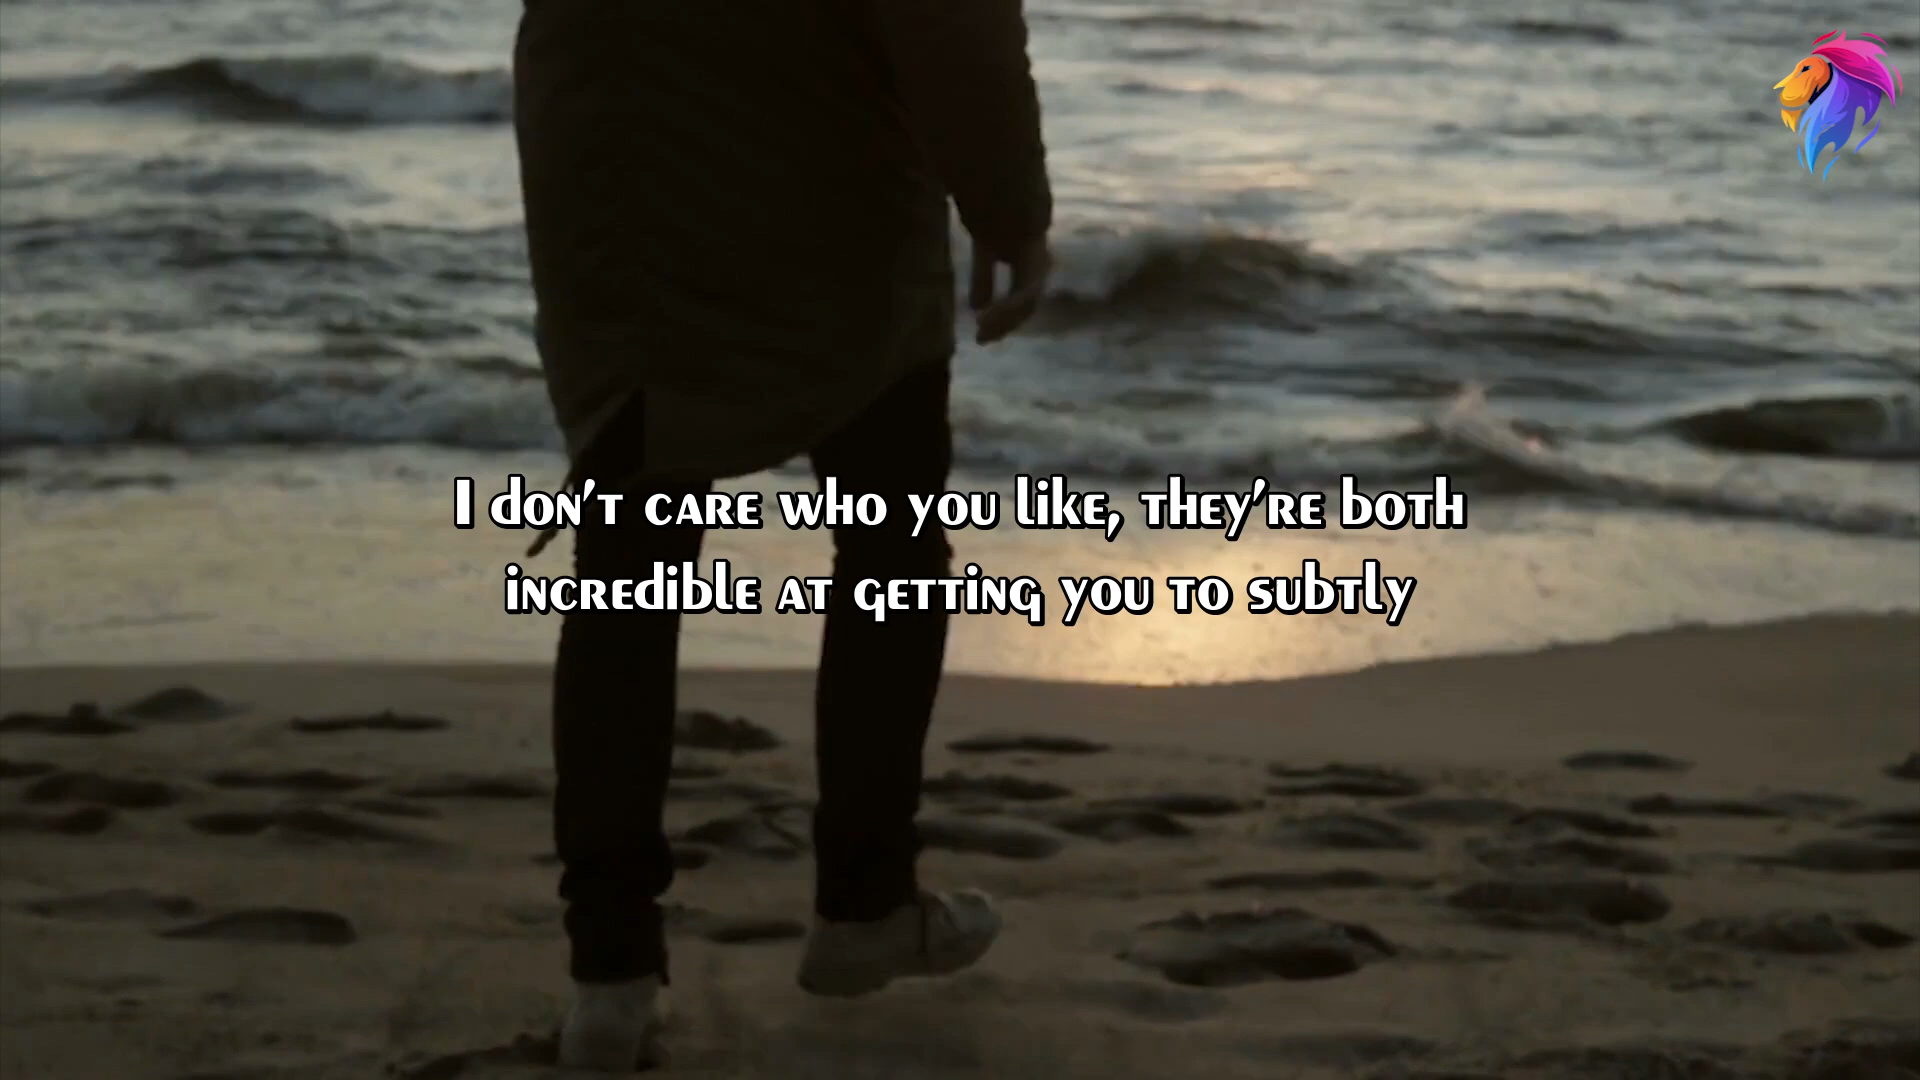 I don't care who you like, they're both
incredible at getting you to subtly